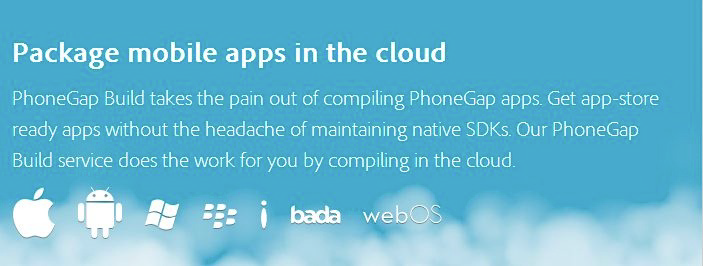 Package mobile apps in the cloud
PhoneGap Build takes the pain out of compiling PhoneGap apps. Get app-store
ready apps without the headache of maintaining native SDKs. Our PhoneGap
Build service does the work for you by compiling in the cloud.
bada webOS